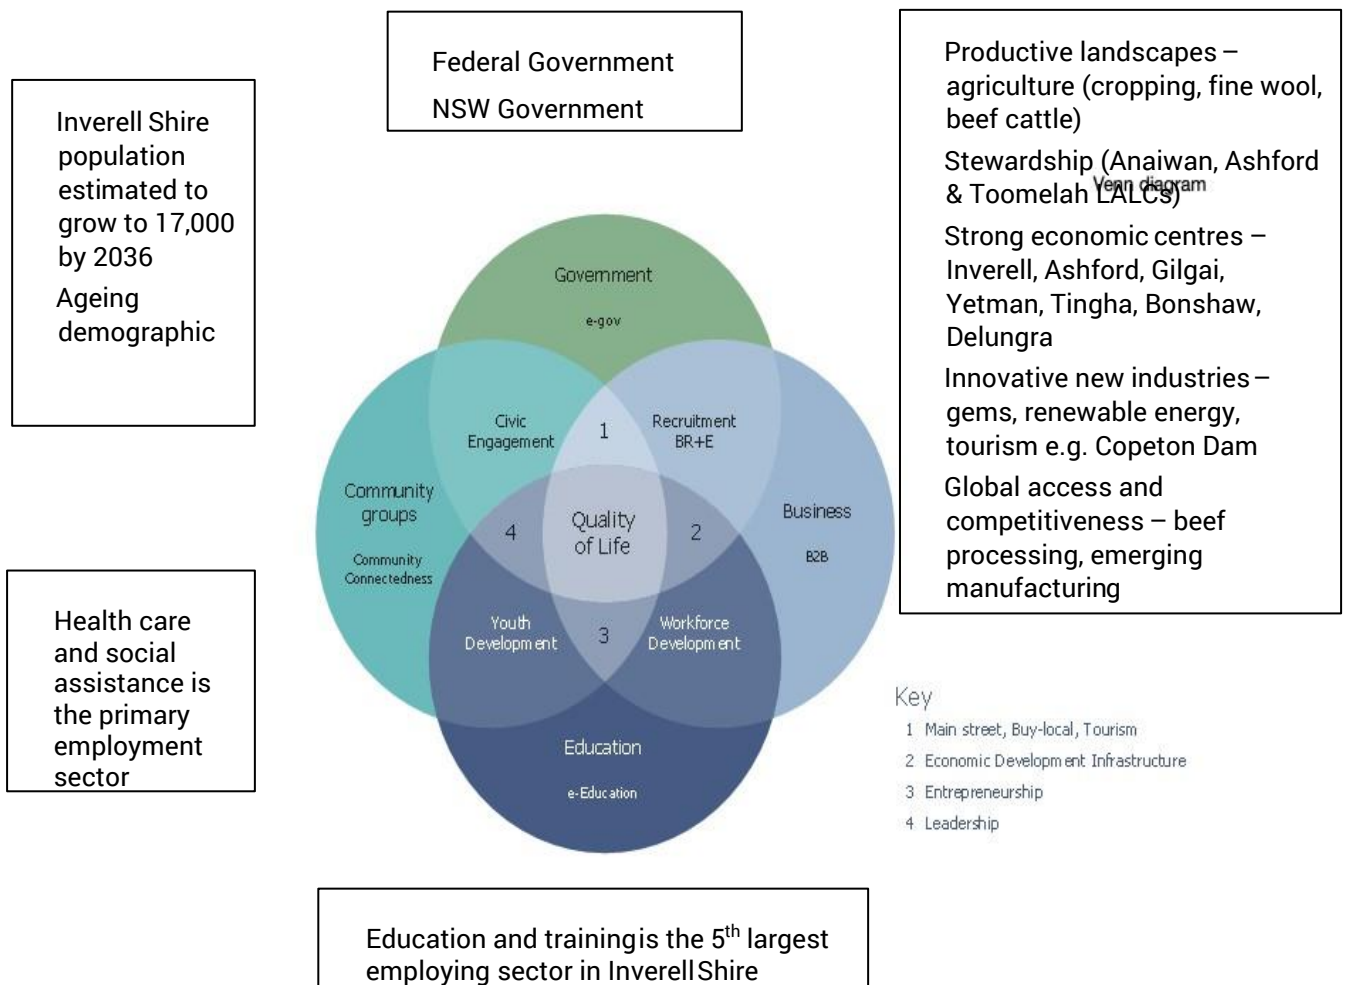 Federal Government
NSW Government
Inverell Shire
population
estimated to
grow to 17,000
by 2036
Ageing
demographic
Health care
and social
assistance is
the primary
employment
sector
Productive landscapes –
agriculture (cropping, fine wool,
beef cattle)
Stewardship (Anaiwan, Ashford
& Toomelah LALCs)
Venn diagram
Strong economic centres –
Inverell, Ashford, Gilgai,
Yetman, Tingha, Bonshaw,
Delungra
Innovative new industries –
gems, renewable energy,
tourism e.g. Copeton Dam
Global access and
competitiveness – beef
processing, emerging
manufacturing
Government
e-gov
Civic
Engagement
1
Recruitment
BR+E
Community
groups
Community
Connectedness
4
Quality
of Life
2
Business
B2B
Youth
Development
3
Workforce
Development
Education
e-Education
Key
1 Main street, Buy-local, Tourism
2 Economic Development Infrastructure
3 Entrepreneurship
4 Leadership
Education and training is the 5th largest
employing sector in Inverell Shire